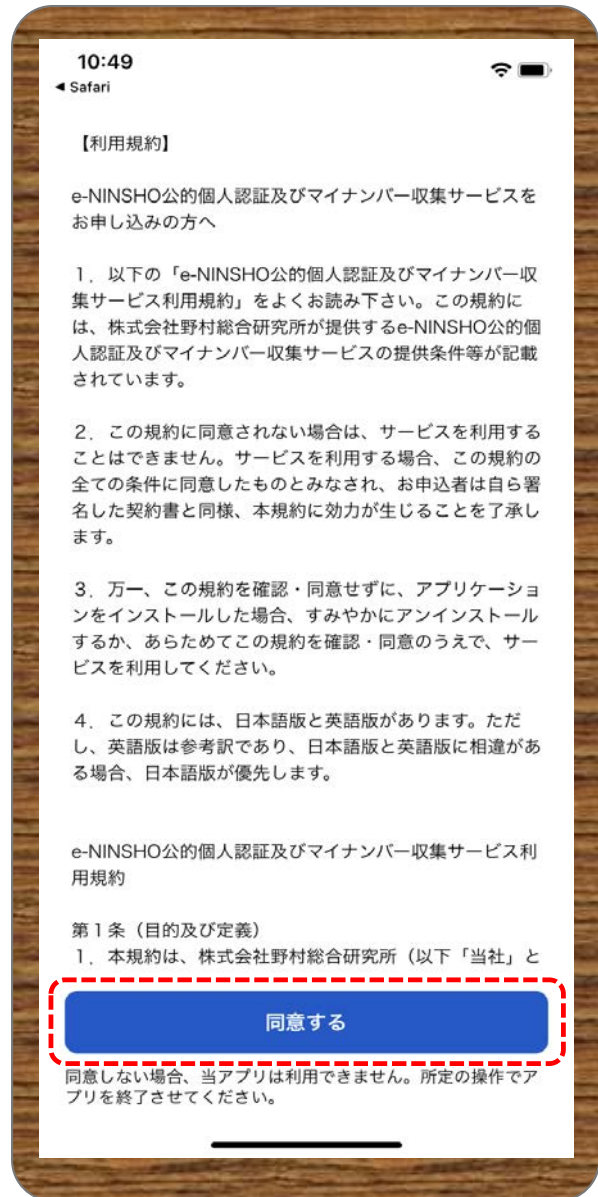 10:49
◀ Safari
【利用規約】
e-NINSHO公的個人認証及びマイナンバー収集サービスを
お申し込みの方へ
１．以下の「e-NINSHO公的個人認証及びマイナンバー収
集サービス利用規約」をよくお読み下さい。この規約に
は、株式会社野村総合研究所が提供するe-NINSHO公的個
人認証及びマイナンバー収集サービスの提供条件等が記載
されています。
２．この規約に同意されない場合は、サービスを利用する
ことはできません。サービスを利用する場合、この規約の
全ての条件に同意したものとみなされ、お申込者は自ら署
名した契約書と同様、本規約に効力が生じることを了承し
ます。
３．万一、この規約を確認・同意せずに、アプリケーショ
ンをインストールした場合、すみやかにアンインストール
するか、あらためてこの規約を確認・同意のうえで、サー
ビスを利用してください。
４．この規約には、日本語版と英語版があります。ただ
し、英語版は参考訳であり、日本語版と英語版に相違があ
る場合、日本語版が優先します。
e-NINSHO公的個人認証及びマイナンバー収集サービス利
用規約
第１条（目的及び定義）
１．本規約は、株式会社野村総合研究所（以下「当社」と
同意する
同意しない場合、当アプリは利用できません。所定の操作でア
プリを終了させてください。